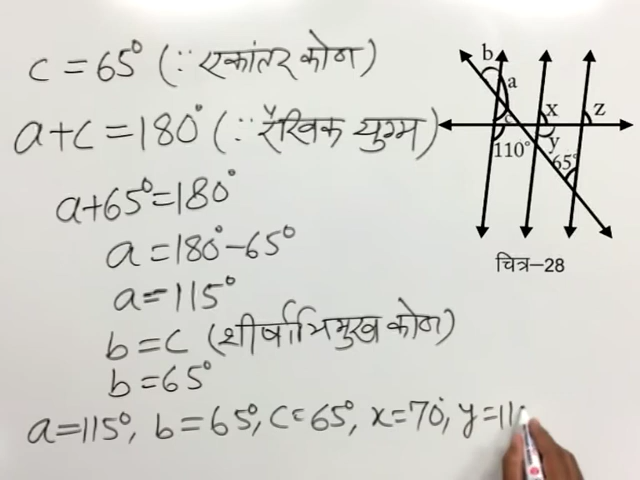 c = 65° (∵ एकांतर कोण)
a+c = 180° (∵ रैखिक युग्म)
a+65° = 180°
a = 180° – 65°
a = 115°
b = c (शीर्षाभिमुख कोण)
b = 65°
a = 115°, b = 65°, c = 65°, x = 70°, y = 11
b
a
c
x
z
y
110°
65°
चित्र–28